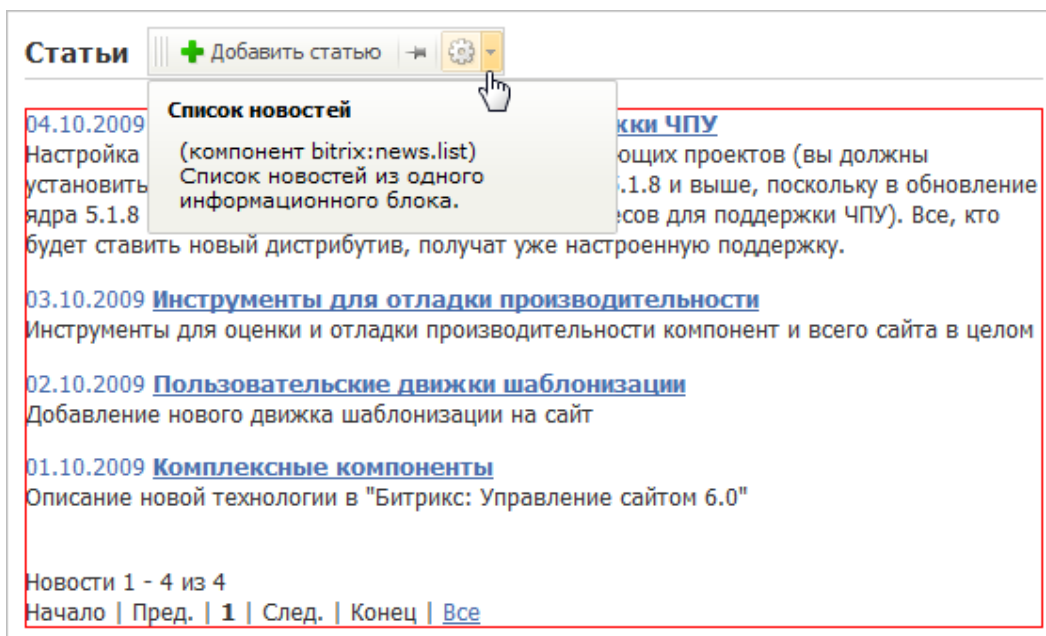 Статьи
Добавить статью
Список новостей
(компонент bitrix:news.list)
Список новостей из одного
информационного блока.
04.10.2009 жки ЧПУ
Настройка ющих проектов (вы должны
установить .1.8 и выше, поскольку в обновление
ядра 5.1.8 сов для поддержки ЧПУ). Все, кто
будет ставить новый дистрибутив, получат уже настроенную поддержку.
03.10.2009 Инструменты для отладки производительности
Инструменты для оценки и отладки производительности компонент и всего сайта в целом
02.10.2009 Пользовательские движки шаблонизации
Добавление нового движка шаблонизации на сайт
01.10.2009 Комплексные компоненты
Описание новой технологии в "Битрикс: Управление сайтом 6.0"
Новости 1 - 4 из 4
Начало | Пред. | 1 | След. | Конец | Все